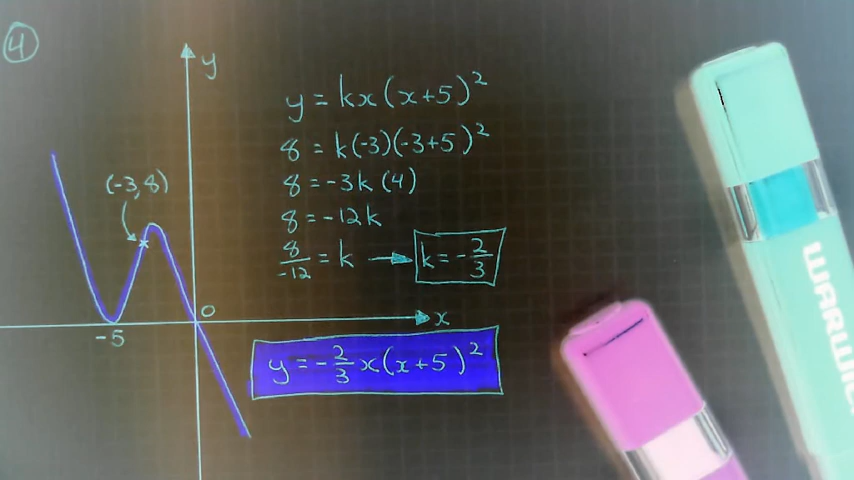 4
y
(-3,8)
0
x
-5
y = kx(x+5)²
8 = k(-3)(-3+5)²
8 = -3k(4)
8 = -12k
8/-12 = k → k = -2/3
y = -2/3 x(x+5)²